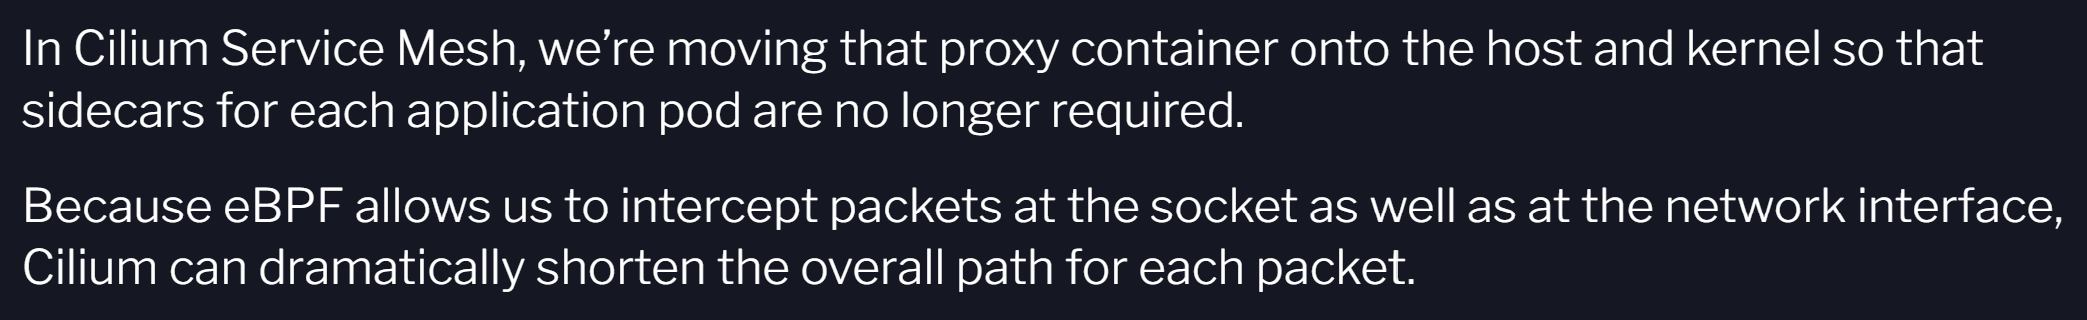 In Cilium Service Mesh, we’re moving that proxy container onto the host and kernel so that
sidecars for each application pod are no longer required.
Because eBPF allows us to intercept packets at the socket as well as at the network interface,
Cilium can dramatically shorten the overall path for each packet.